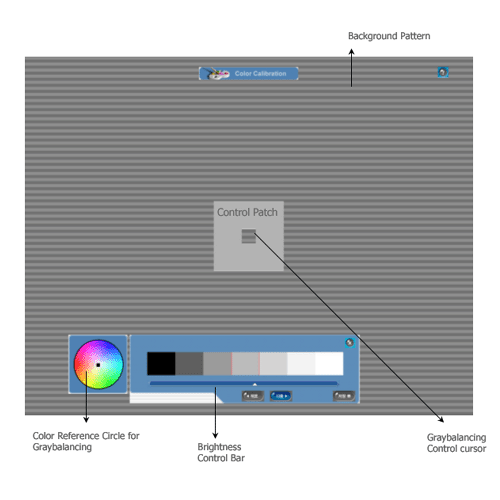 Background Pattern
Color Calibration
Control Patch
Color Reference Circle for
Graybalancing
Brightness
Control Bar
Graybalancing
Control cursor